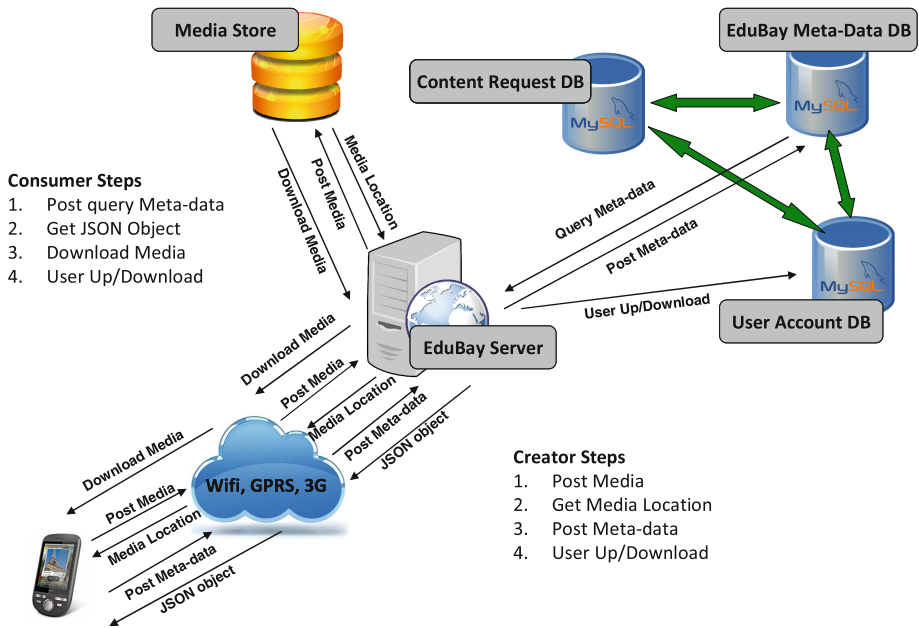 Media Store
EduBay Meta-Data DB
Content Request DB
MySQL
MySQL
Download Media
Post Media
Media Location
Consumer Steps
1. Post query Meta-data
2. Get JSON Object
3. Download Media
4. User Up/Download
Query Meta-data
Post Meta-data
User Up/Download
MySQL
User Account DB
EduBay Server
Download Media
Post Media
Media Location
Post Meta-data
JSON object
Wifi, GPRS, 3G
Download Media
Post Media
Media Location
Post Meta-data
JSON object
Creator Steps
1. Post Media
2. Get Media Location
3. Post Meta-data
4. User Up/Download